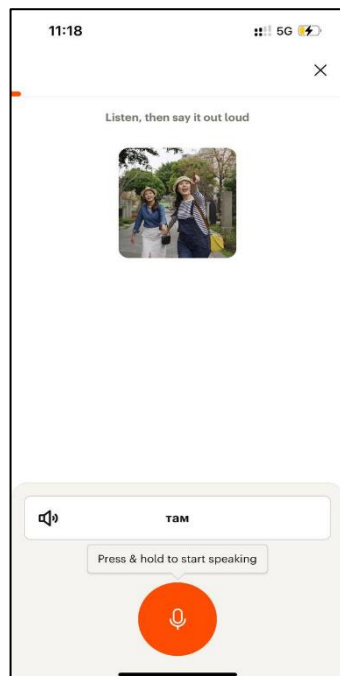 11:18
5G
Listen, then say it out loud
там
Press & hold to start speaking